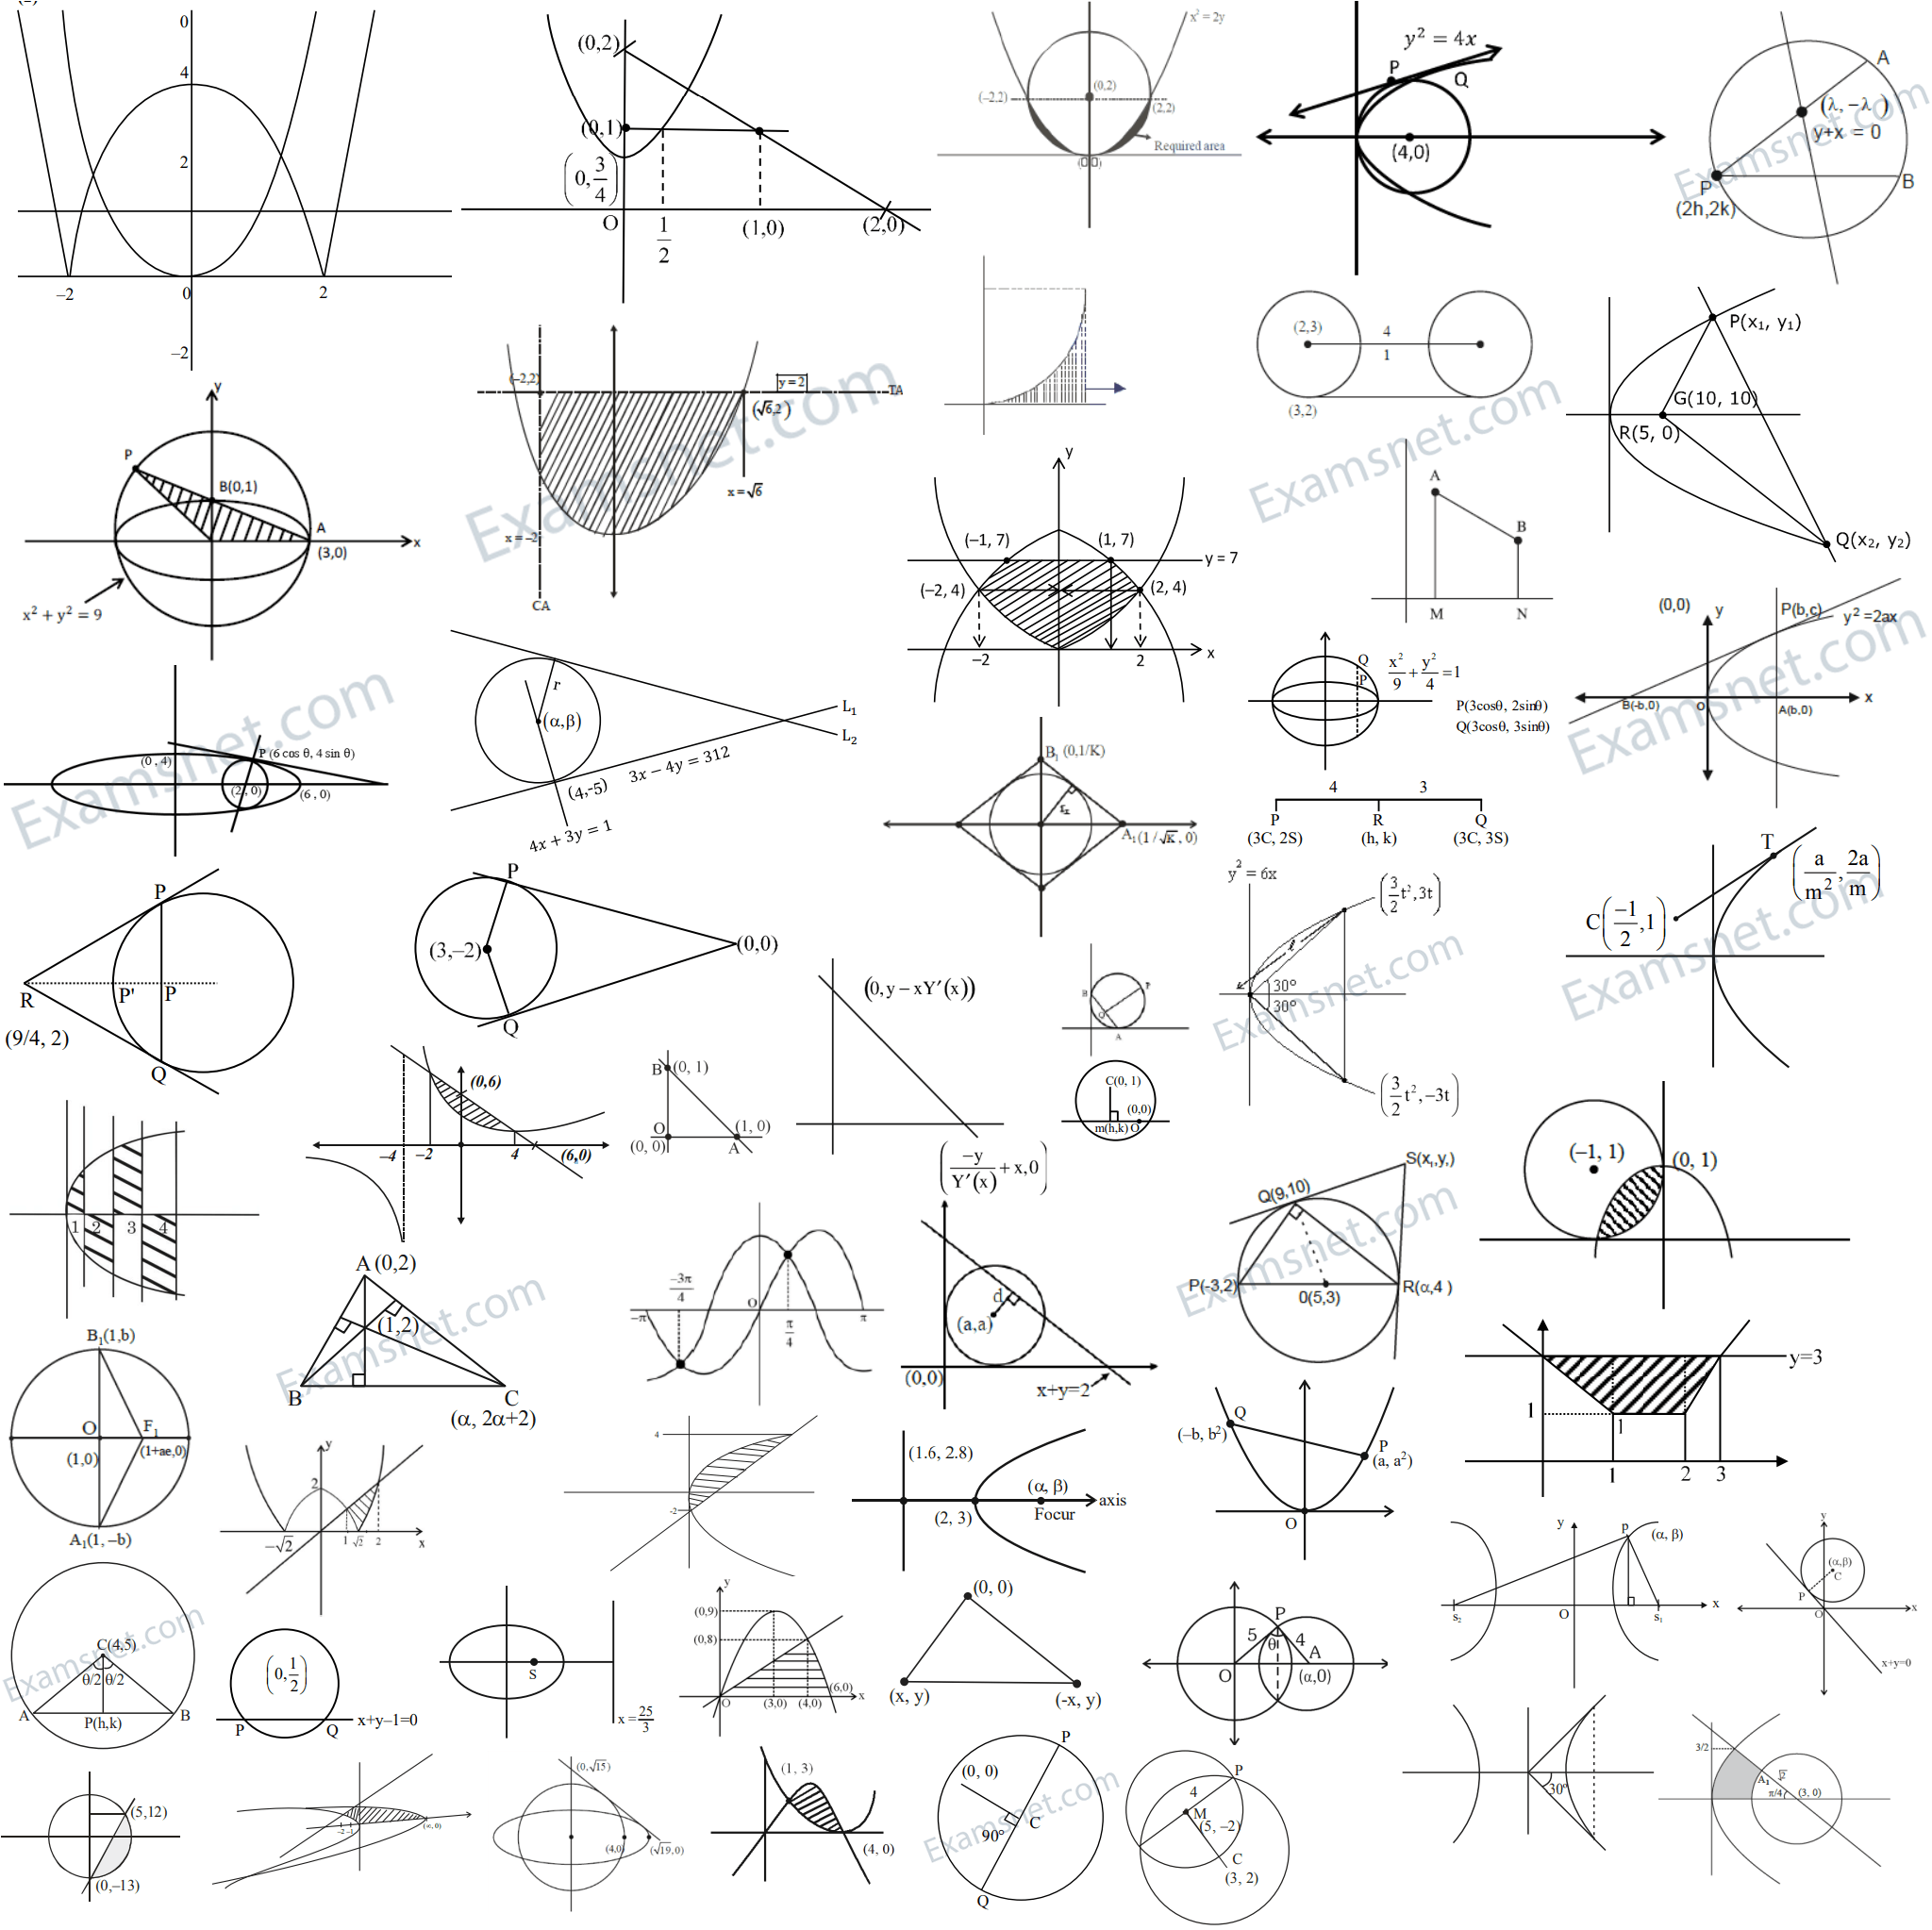 0
4
2
0
–2
2
–2
(0,2)
(0,1)
(0, 3/4)
O
1/2
(1,0)
(2,0)
x² = 2y
(0,2)
(–2,2)
(2,2)
Required area
(0,0)
y² = 4x
P
Q
(4,0)
A
(λ, –λ)
y+x = 0
P
B
(2h,2k)
Examsnet.com
(2,3)
4
1
(3,2)
P(x₁, y₁)
G(10, 10)
R(5, 0)
Q(x₂, y₂)
Examsnet.com
y
P
B(0,1)
A
x
(3,0)
x² + y² = 9
(–2,2)
y = 2
TA
(√6,2)
x = √6
x = –2
CA
Examsnet.com
y
(–1, 7)
(1, 7)
y = 7
(–2, 4)
(2, 4)
–2
2
x
A
B
M
N
(0,0)
y
P(b,c)
y² =2ax
B(-b,0)
o
A(b,0)
x
Examsnet.com
Q
P
x²/9 + y²/4 =1
P(3cosθ, 2sinθ)
Q(3cosθ, 3sinθ)
4
3
P
R
Q
(3C, 2S)
(h, k)
(3C, 3S)
Examsnet.com
(0 , 4)
P (6 cos θ, 4 sin θ)
(2 , 0)
(6 , 0)
r
(α,β)
L₁
L₂
(4,-5)
3x − 4y = 312
4x + 3y = 1
B₁ (0,1/K)
A₁(1/√K , 0)
T
(a/m², 2a/m)
C(−1/2, 1)
Examsnet.com
y² = 6x
(3/2 t², 3t)
30°
30°
(3/2 t², −3t)
Examsnet.com
P
R
P'
P
(9/4, 2)
Q
P
(3,–2)
(0,0)
Q
(0, y − xY′(x))
(−y/Y′(x) + x, 0)
B
P
Q
A
C(0, 1)
(0,0)
m(h,k) O
1
2
3
4
(0,6)
–4
–2
4
(6,0)
B
(0, 1)
O
(1, 0)
(0, 0)
A
S(x₁,y,)
Q(9,10)
P(-3,2)
0(5,3)
R(α,4 )
Examsnet.com
(–1, 1)
(0, 1)
A (0,2)
(1,2)
B
C
(α, 2α+2)
Examsnet.com
−3π/4
−π
O
π/4
π
d
(a,a)
(0,0)
x+y=2
y=3
1
1
1
2
3
B₁(1,b)
O
F₁
(1,0)
(1+ae,0)
A₁(1, –b)
y
2
−√2
1
√2
2
x
4
-2
(1.6, 2.8)
(α, β)
axis
(2, 3)
Focur
Q
(–b, b²)
P
(a, a²)
O
y
p
(α, β)
s₂
O
s₁
x
y
(α,β)
C
P
O
x
x+y=0
C(4,5)
θ/2
θ/2
A
P(h,k)
B
Examsnet.com
(0, 1/2)
P
Q
x+y–1=0
S
x = 25/3
y
(0,9)
(0,8)
O
(3,0)
(4,0)
(6,0)
x
(0, 0)
(x, y)
(-x, y)
P
5
θ
4
A
O
(α,0)
(5,12)
(0,–13)
–2
–1
(0,√15)
(4,0)
(√19,0)
(1, 3)
(4, 0)
P
(0, 0)
C
90°
Q
Examsnet.com
P
4
M
(5, –2)
C
(3, 2)
30°
3/2
A₁
√2
π/4
(3, 0)